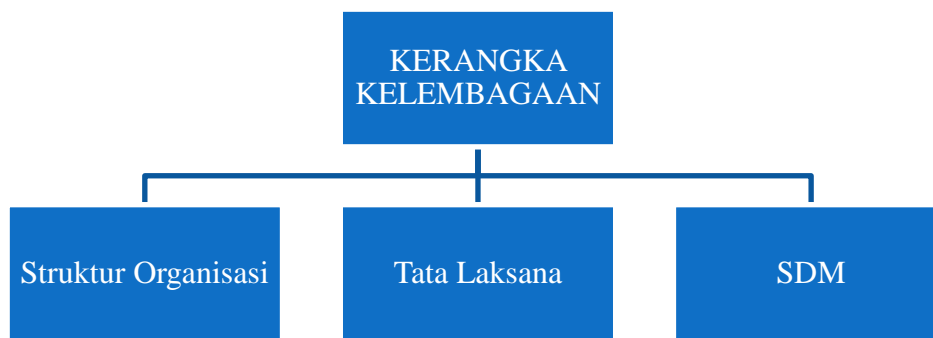 KERANGKA
KELEMBAGAAN
Struktur Organisasi
Tata Laksana
SDM